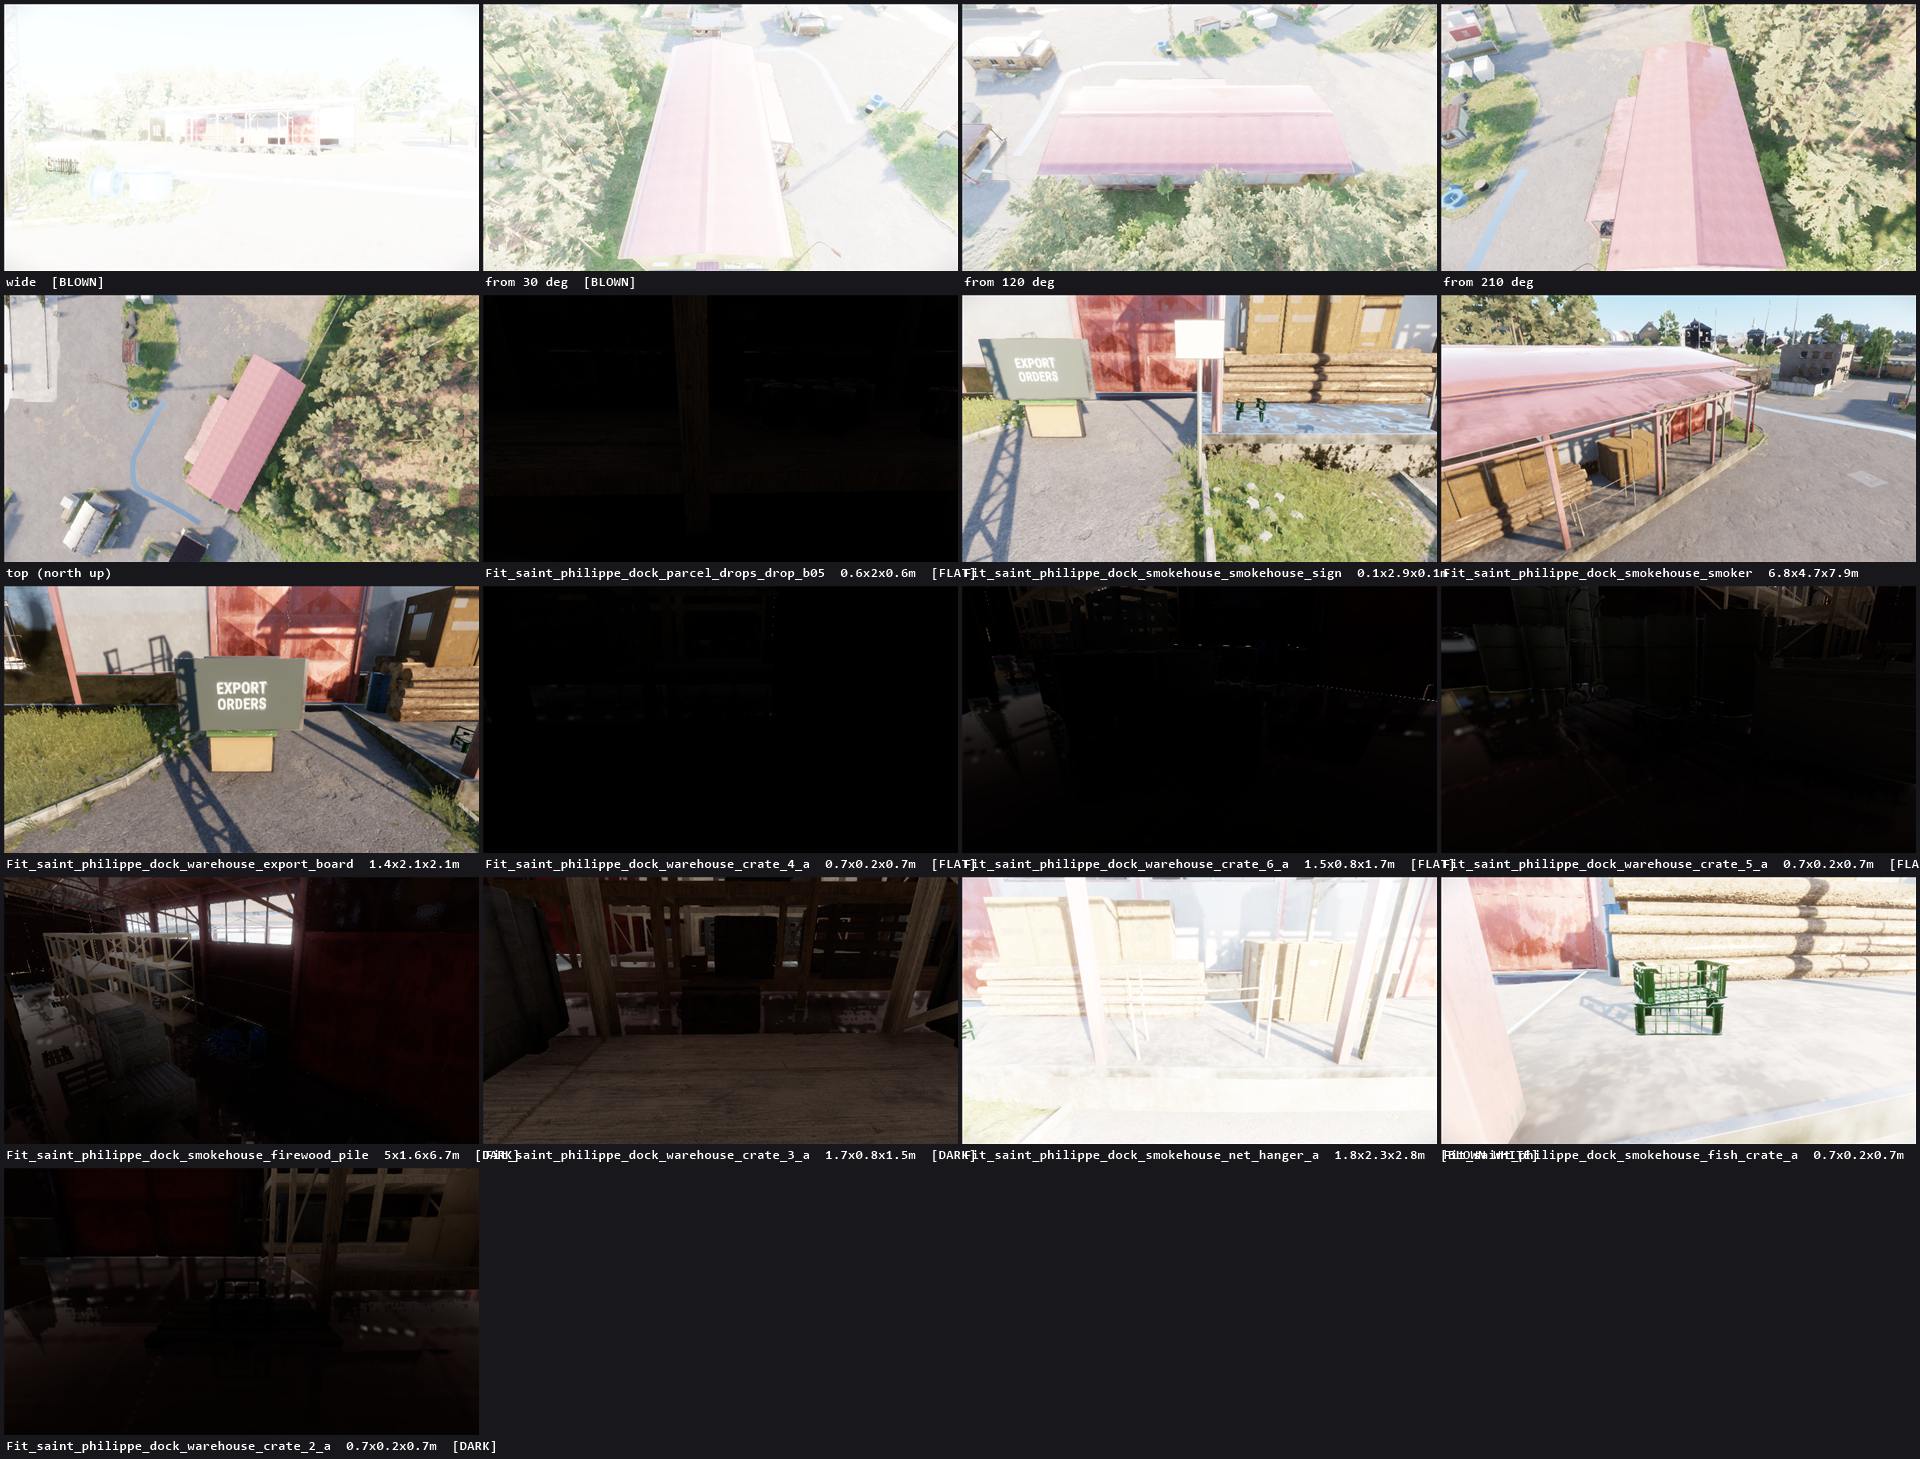 wide [BLOWN]
from 30 deg [BLOWN]
from 120 deg
from 210 deg
EXPORT
ORDERS
top (north up)
Fit_saint_philippe_dock_parcel_drops_drop_b05 0.6x2x0.6m [FLAT]
Fit_saint_philippe_dock_smokehouse_smokehouse_sign 0.1x2.9x0.1m
Fit_saint_philippe_dock_smokehouse_smoker 6.8x4.7x7.9m
EXPORT
ORDERS
Fit_saint_philippe_dock_warehouse_export_board 1.4x2.1x2.1m
Fit_saint_philippe_dock_warehouse_crate_4_a 0.7x0.2x0.7m [FLAT]
Fit_saint_philippe_dock_warehouse_crate_6_a 1.5x0.8x1.7m [FLAT]
Fit_saint_philippe_dock_warehouse_crate_5_a 0.7x0.2x0.7m [FLA
Fit_saint_philippe_dock_smokehouse_firewood_pile 5x1.6x6.7m [DARK]
Fit_saint_philippe_dock_warehouse_crate_3_a 1.7x0.8x1.5m [DARK]
Fit_saint_philippe_dock_smokehouse_net_hanger_a 1.8x2.3x2.8m [BLOWN WHITE]
Fit_saint_philippe_dock_smokehouse_fish_crate_a 0.7x0.2x0.7m
Fit_saint_philippe_dock_warehouse_crate_2_a 0.7x0.2x0.7m [DARK]